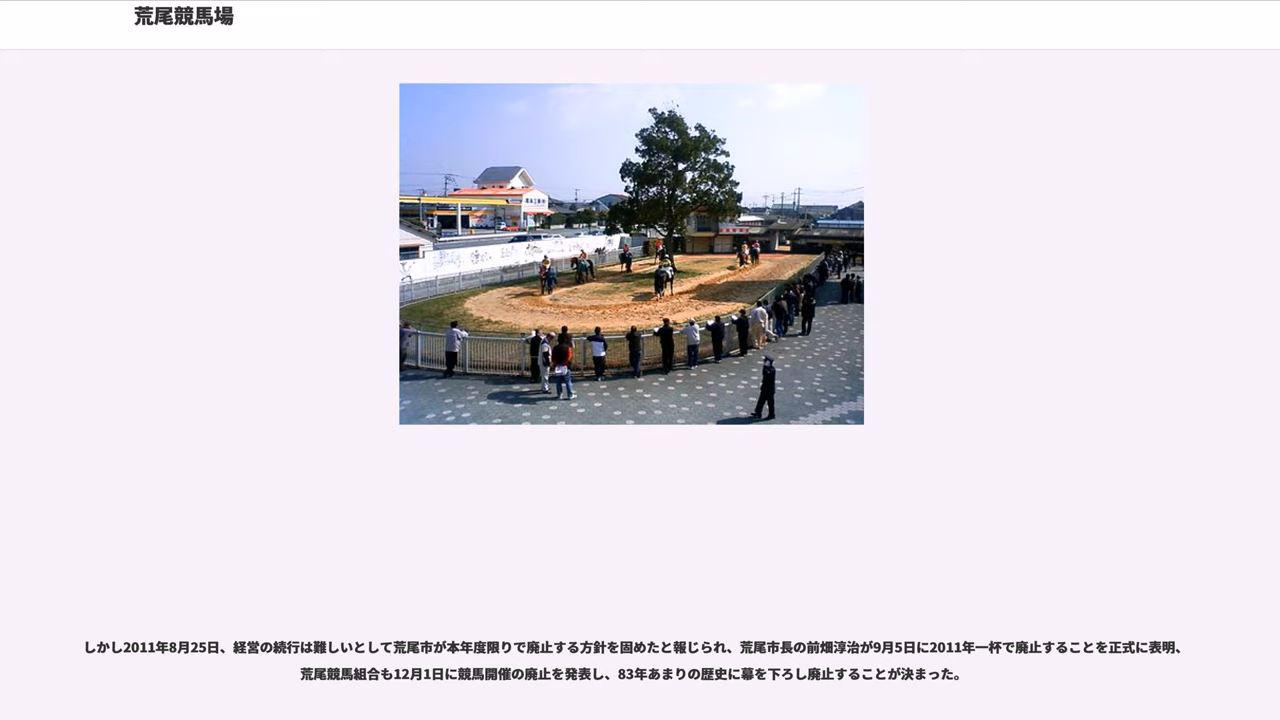 荒尾競馬場
しかし2011年8月25日、経営の続行は難しいとして荒尾市が本年度限りで廃止する方針を固めたと報じられ、荒尾市長の前畑淳治が9月5日に2011年一杯で廃止することを正式に表明、
荒尾競馬組合も12月1日に競馬開催の廃止を発表し、83年あまりの歴史に幕を下ろし廃止することが決まった。